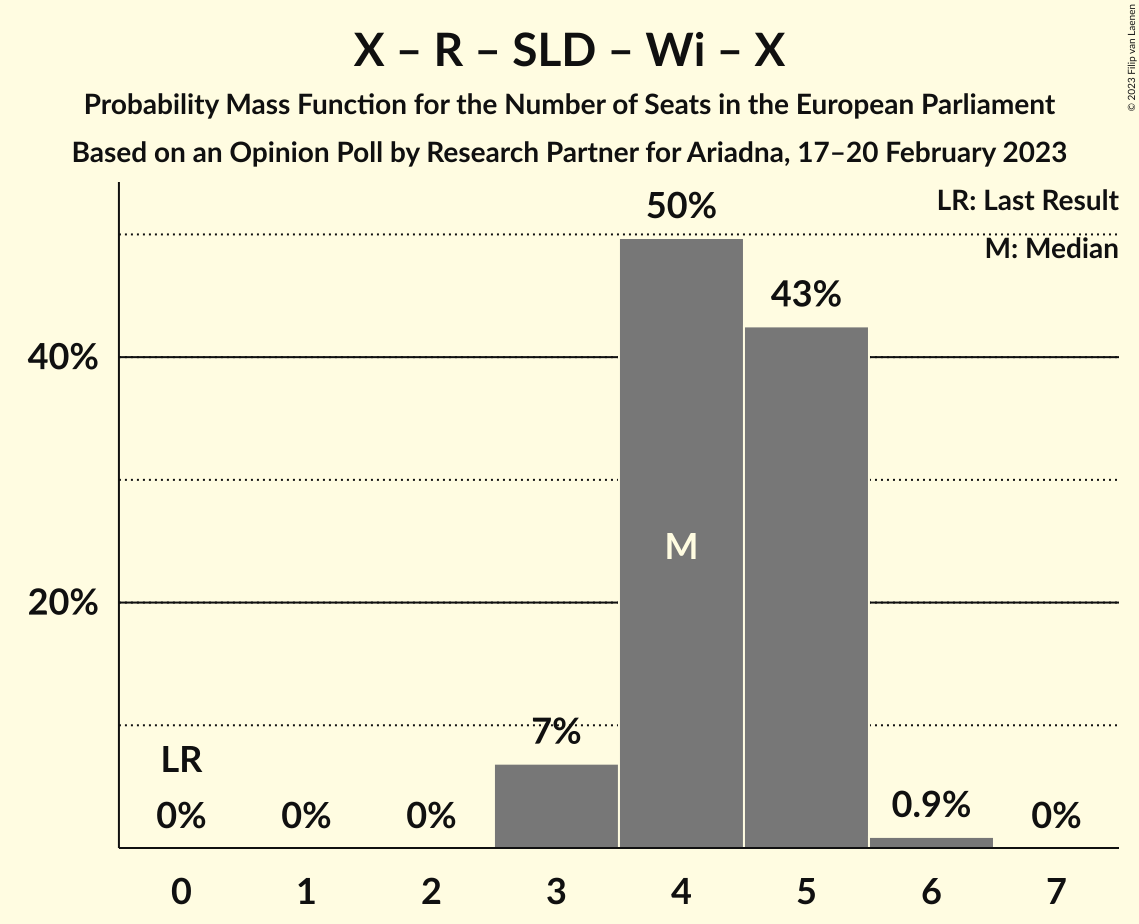 X – R – SLD – Wi – X
Probability Mass Function for the Number of Seats in the European Parliament
Based on an Opinion Poll by Research Partner for Ariadna, 17–20 February 2023
© 2023 Filip van Laenen
LR: Last Result
M: Median
50%
43%
40%
M
20%
7%
LR
0%
0%
0%
0.9%
0%
0
1
2
3
4
5
6
7